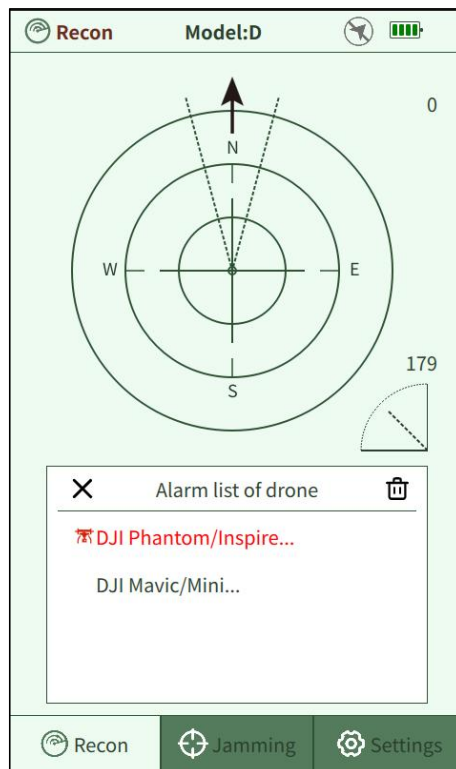 Recon Model:D
0
N
W E
S
179
Alarm list of drone
DJI Phantom/Inspire...
DJI Mavic/Mini...
Recon Jamming Settings